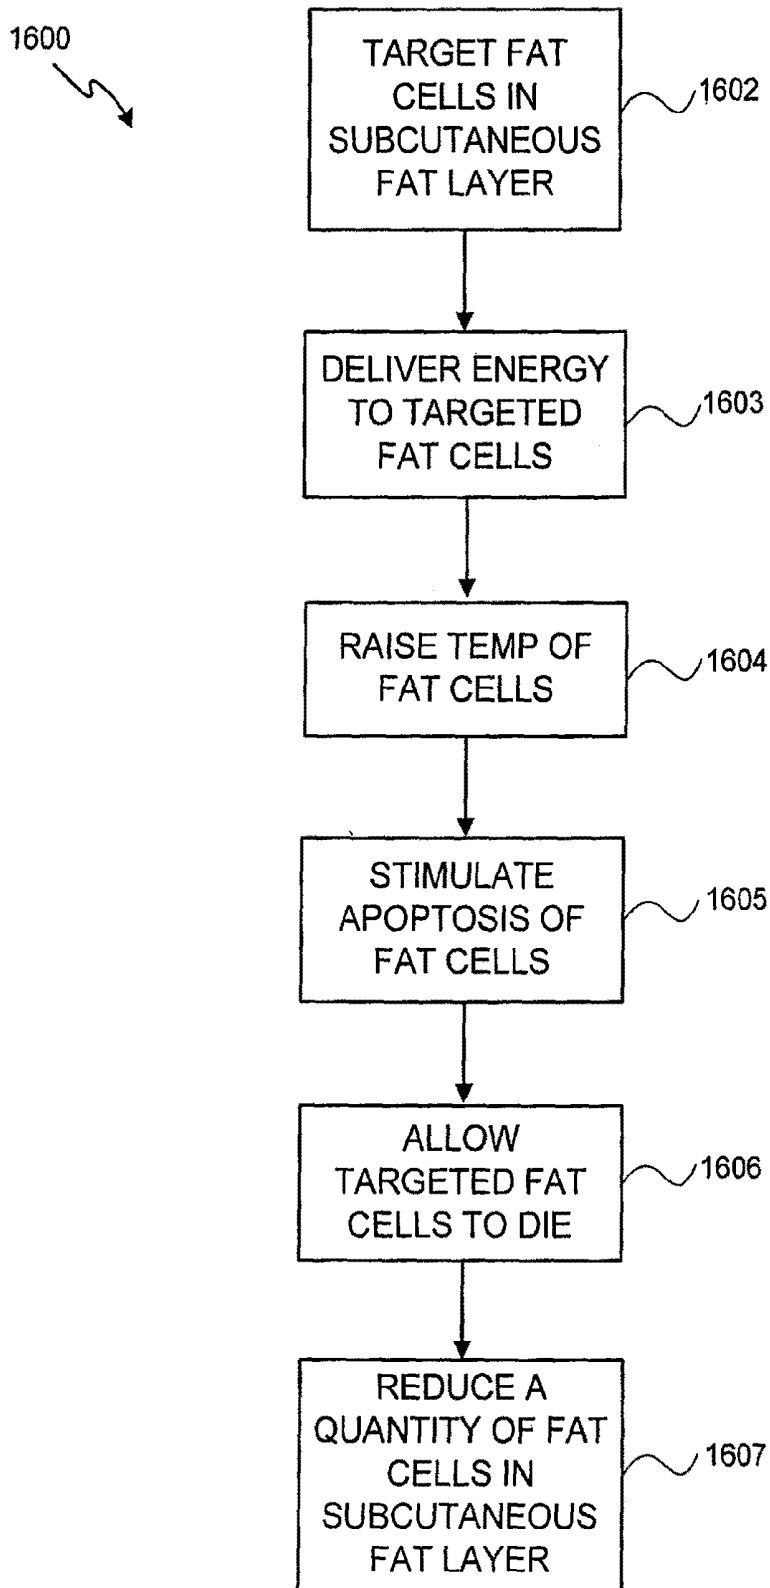 1600
TARGET FAT
CELLS IN
SUBCUTANEOUS
FAT LAYER
1602
DELIVER ENERGY
TO TARGETED
FAT CELLS
1603
RAISE TEMP OF
FAT CELLS
1604
STIMULATE
APOPTOSIS OF
FAT CELLS
1605
ALLOW
TARGETED FAT
CELLS TO DIE
1606
REDUCE A
QUANTITY OF FAT
CELLS IN
SUBCUTANEOUS
FAT LAYER
1607